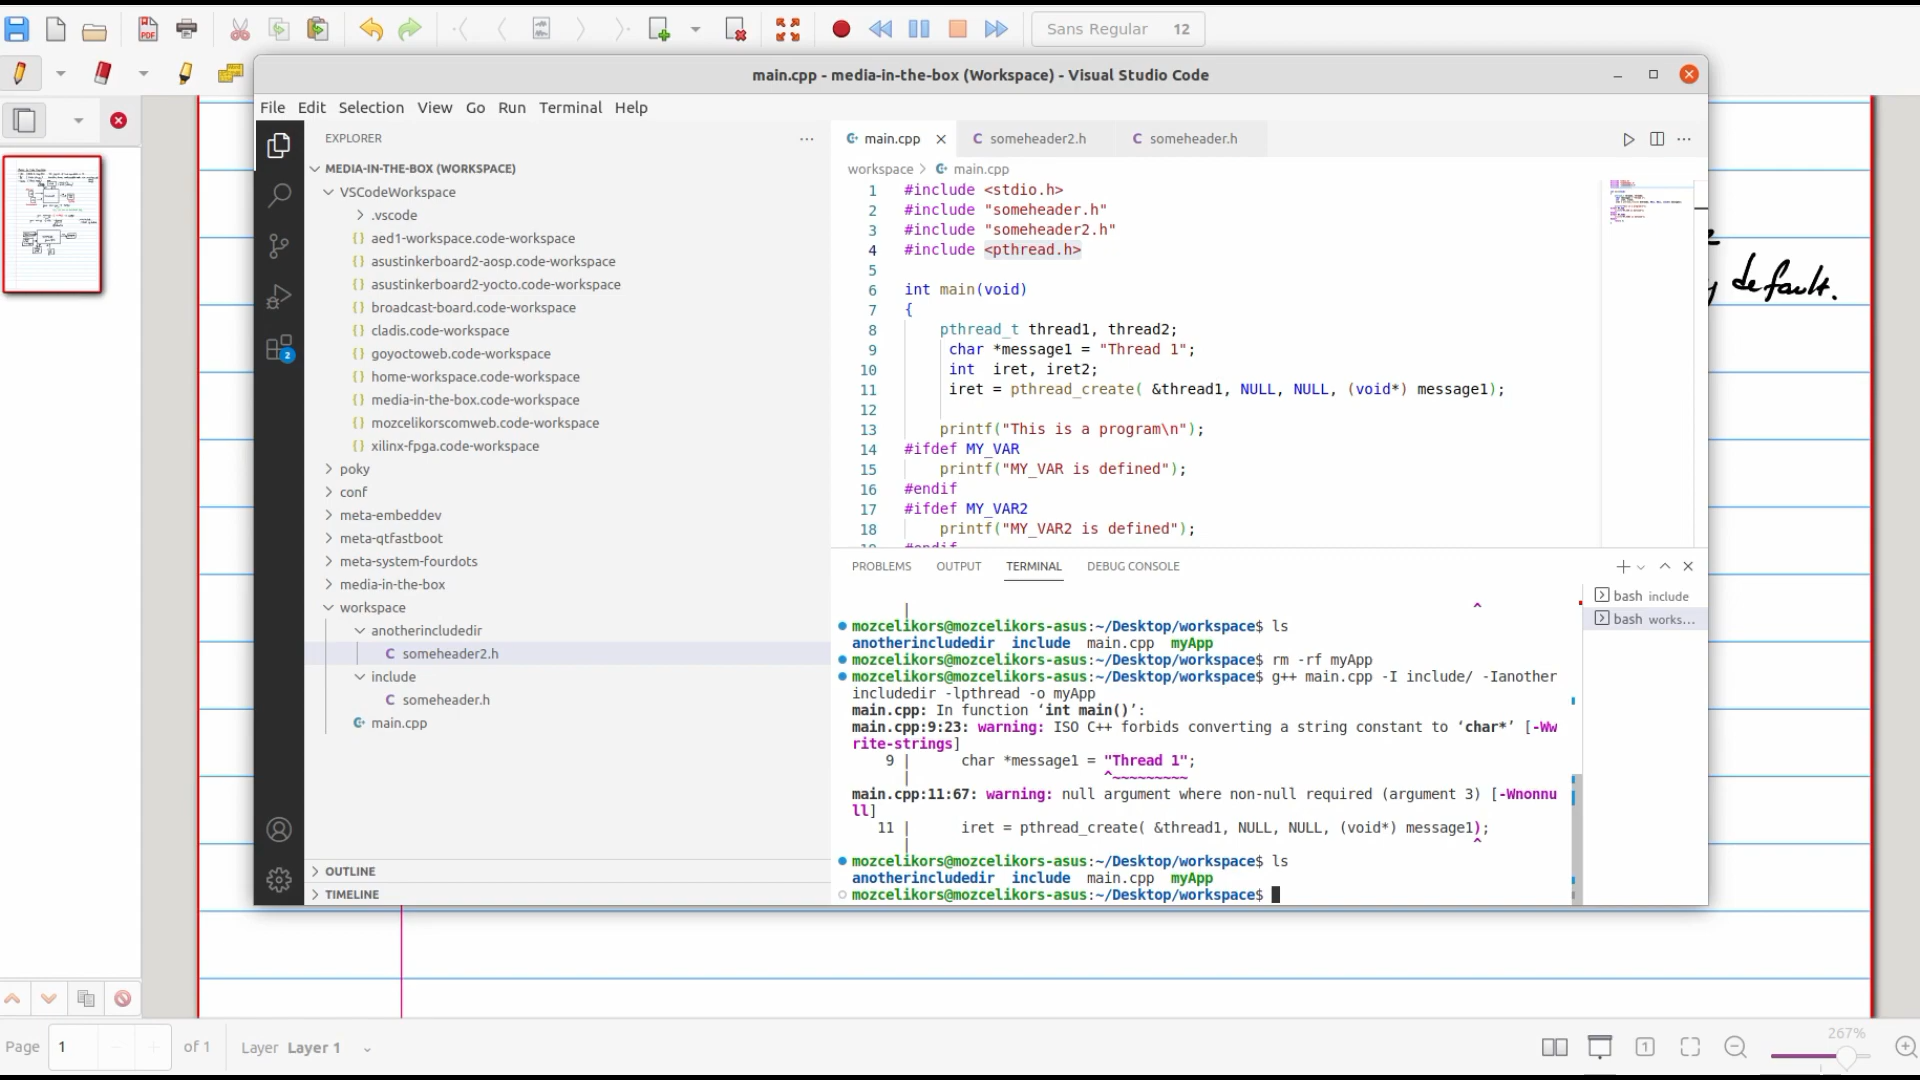 Sans Regular 12
main.cpp - media-in-the-box (Workspace) - Visual Studio Code
File Edit Selection View Go Run Terminal Help
EXPLORER
MEDIA-IN-THE-BOX (WORKSPACE)
VSCodeWorkspace
.vscode
aed1-workspace.code-workspace
asustinkerboard2-aosp.code-workspace
asustinkerboard2-yocto.code-workspace
broadcast-board.code-workspace
cladis.code-workspace
goyoctoweb.code-workspace
home-workspace.code-workspace
media-in-the-box.code-workspace
mozcelikorscomweb.code-workspace
xilinx-fpga.code-workspace
poky
conf
meta-embeddev
meta-qtfastboot
meta-system-fourdots
media-in-the-box
workspace
anotherincludedir
someheader2.h
include
someheader.h
main.cpp
OUTLINE
TIMELINE
2
main.cpp someheader2.h someheader.h
workspace > main.cpp
1 #include <stdio.h>
2 #include "someheader.h"
3 #include "someheader2.h"
4 #include <pthread.h>
5
6 int main(void)
7 {
8 pthread_t thread1, thread2;
9 char *message1 = "Thread 1";
10 int iret, iret2;
11 iret = pthread_create( &thread1, NULL, NULL, (void*) message1);
12
13 printf("This is a program\n");
14 #ifdef MY_VAR
15 printf("MY_VAR is defined");
16 #endif
17 #ifdef MY_VAR2
18 printf("MY_VAR2 is defined");
19 #endif
PROBLEMS OUTPUT TERMINAL DEBUG CONSOLE
| ^
mozcelikors@mozcelikors-asus:~/Desktop/workspace$ ls
anotherincludedir include main.cpp myApp
mozcelikors@mozcelikors-asus:~/Desktop/workspace$ rm -rf myApp
mozcelikors@mozcelikors-asus:~/Desktop/workspace$ g++ main.cpp -I include/ -Ianother
includedir -lpthread -o myApp
main.cpp: In function ‘int main()’:
main.cpp:9:23: warning: ISO C++ forbids converting a string constant to ‘char*’ [-Ww
rite-strings]
9 | char *message1 = "Thread 1";
| ^~~~~~~~~~
main.cpp:11:67: warning: null argument where non-null required (argument 3) [-Wnonnu
ll]
11 | iret = pthread_create( &thread1, NULL, NULL, (void*) message1);
| ^
mozcelikors@mozcelikors-asus:~/Desktop/workspace$ ls
anotherincludedir include main.cpp myApp
mozcelikors@mozcelikors-asus:~/Desktop/workspace$
bash include
bash works...
default.
Page 1 of 1 Layer Layer 1
267%